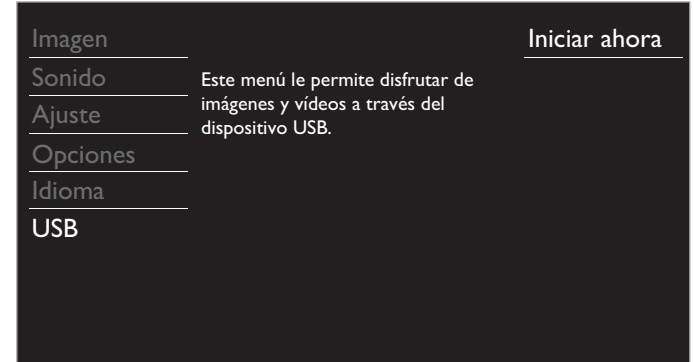 Imagen
Sonido
Ajuste
Opciones
Idioma
USB
Este menú le permite disfrutar de
imágenes y vídeos a través del
dispositivo USB.
Iniciar ahora